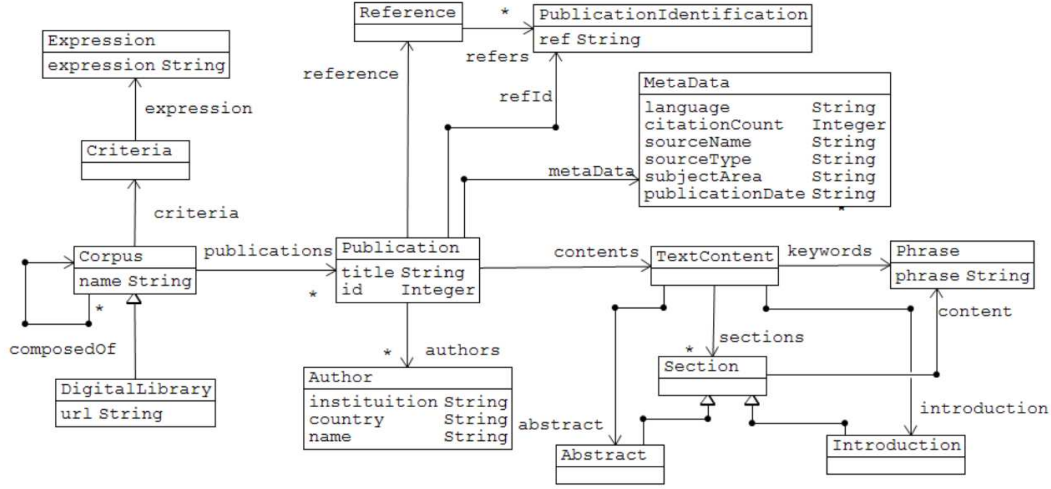 Reference
*
PublicationIdentification
ref String
refers
Expression
expression String
reference
refId
MetaData
language String
citationCount Integer
sourceName String
sourceType String
subjectArea String
publicationDate String
*
expression
Criteria
metaData
criteria
Corpus
name String
*
composedOf
publications
*
Publication
title String
id Integer
contents
TextContent
keywords
Phrase
phrase String
content
sections
*
Section
* authors
Author
instituition String
country String
name String
DigitalLibrary
url String
abstract
Abstract
introduction
Introduction